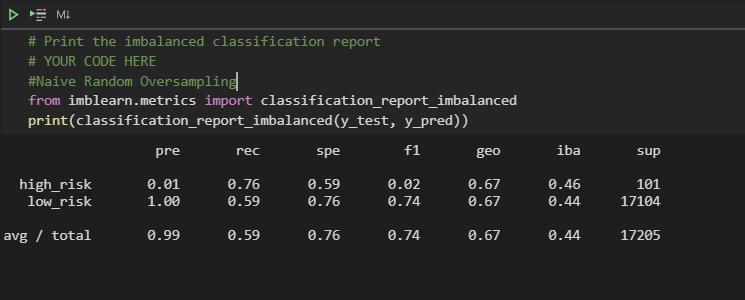 M↓
# Print the imbalanced classification report
# YOUR CODE HERE
#Naive Random Oversampling
from imblearn.metrics import classification_report_imbalanced
print(classification_report_imbalanced(y_test, y_pred))
pre rec spe f1 geo iba sup
high_risk 0.01 0.76 0.59 0.02 0.67 0.46 101
low_risk 1.00 0.59 0.76 0.74 0.67 0.44 17104
avg / total 0.99 0.59 0.76 0.74 0.67 0.44 17205